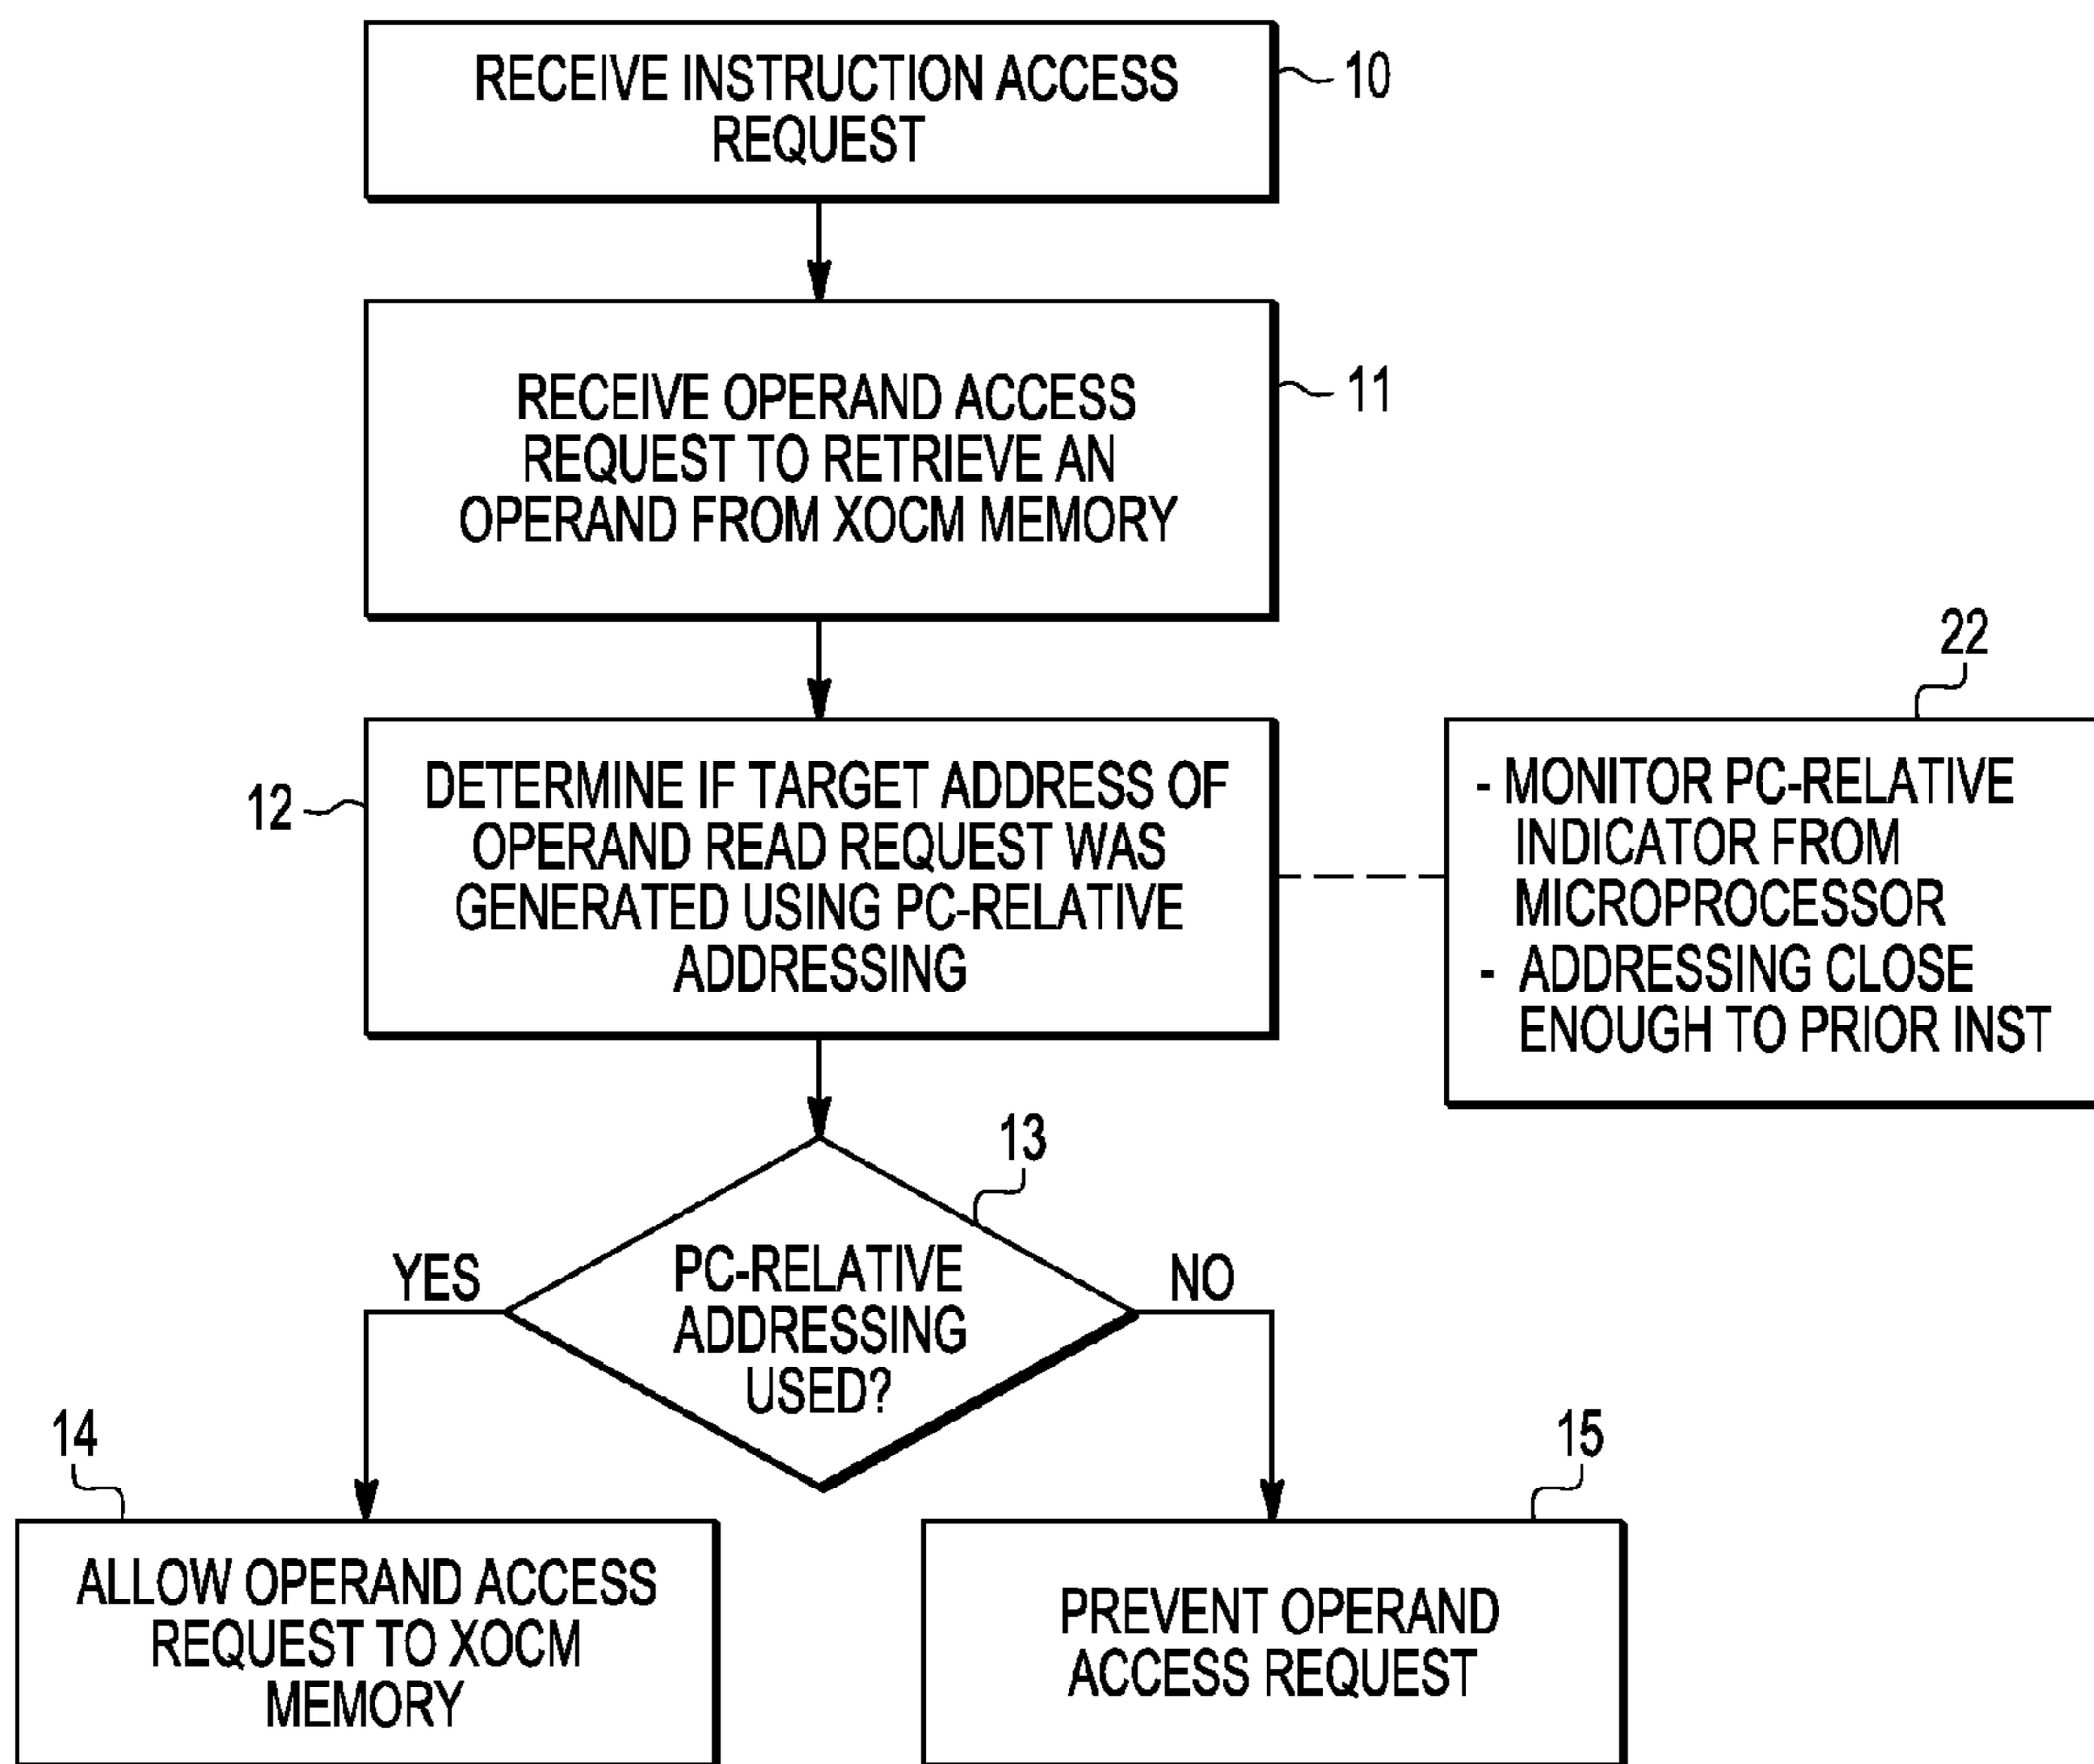 RECEIVE INSTRUCTION ACCESS
REQUEST
10
RECEIVE OPERAND ACCESS
REQUEST TO RETRIEVE AN
OPERAND FROM XOCM MEMORY
11
22
12
DETERMINE IF TARGET ADDRESS OF
OPERAND READ REQUEST WAS
GENERATED USING PC-RELATIVE
ADDRESSING
- MONITOR PC-RELATIVE
INDICATOR FROM
MICROPROCESSOR
- ADDRESSING CLOSE
ENOUGH TO PRIOR INST
13
YES
PC-RELATIVE
ADDRESSING
USED?
NO
14
ALLOW OPERAND ACCESS
REQUEST TO XOCM
MEMORY
15
PREVENT OPERAND
ACCESS REQUEST